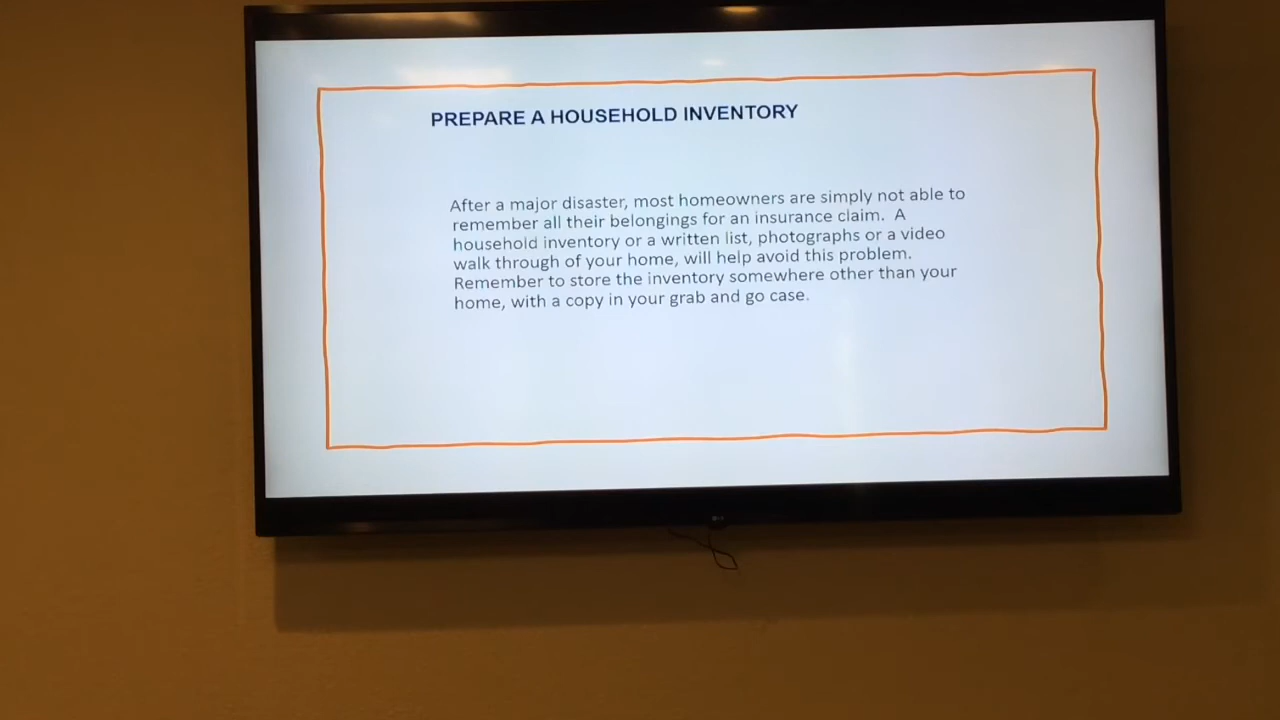 PREPARE A HOUSEHOLD INVENTORY
After a major disaster, most homeowners are simply not able to
remember all their belongings for an insurance claim.  A
household inventory or a written list, photographs or a video
walk through of your home, will help avoid this problem.
Remember to store the inventory somewhere other than your
home, with a copy in your grab and go case.